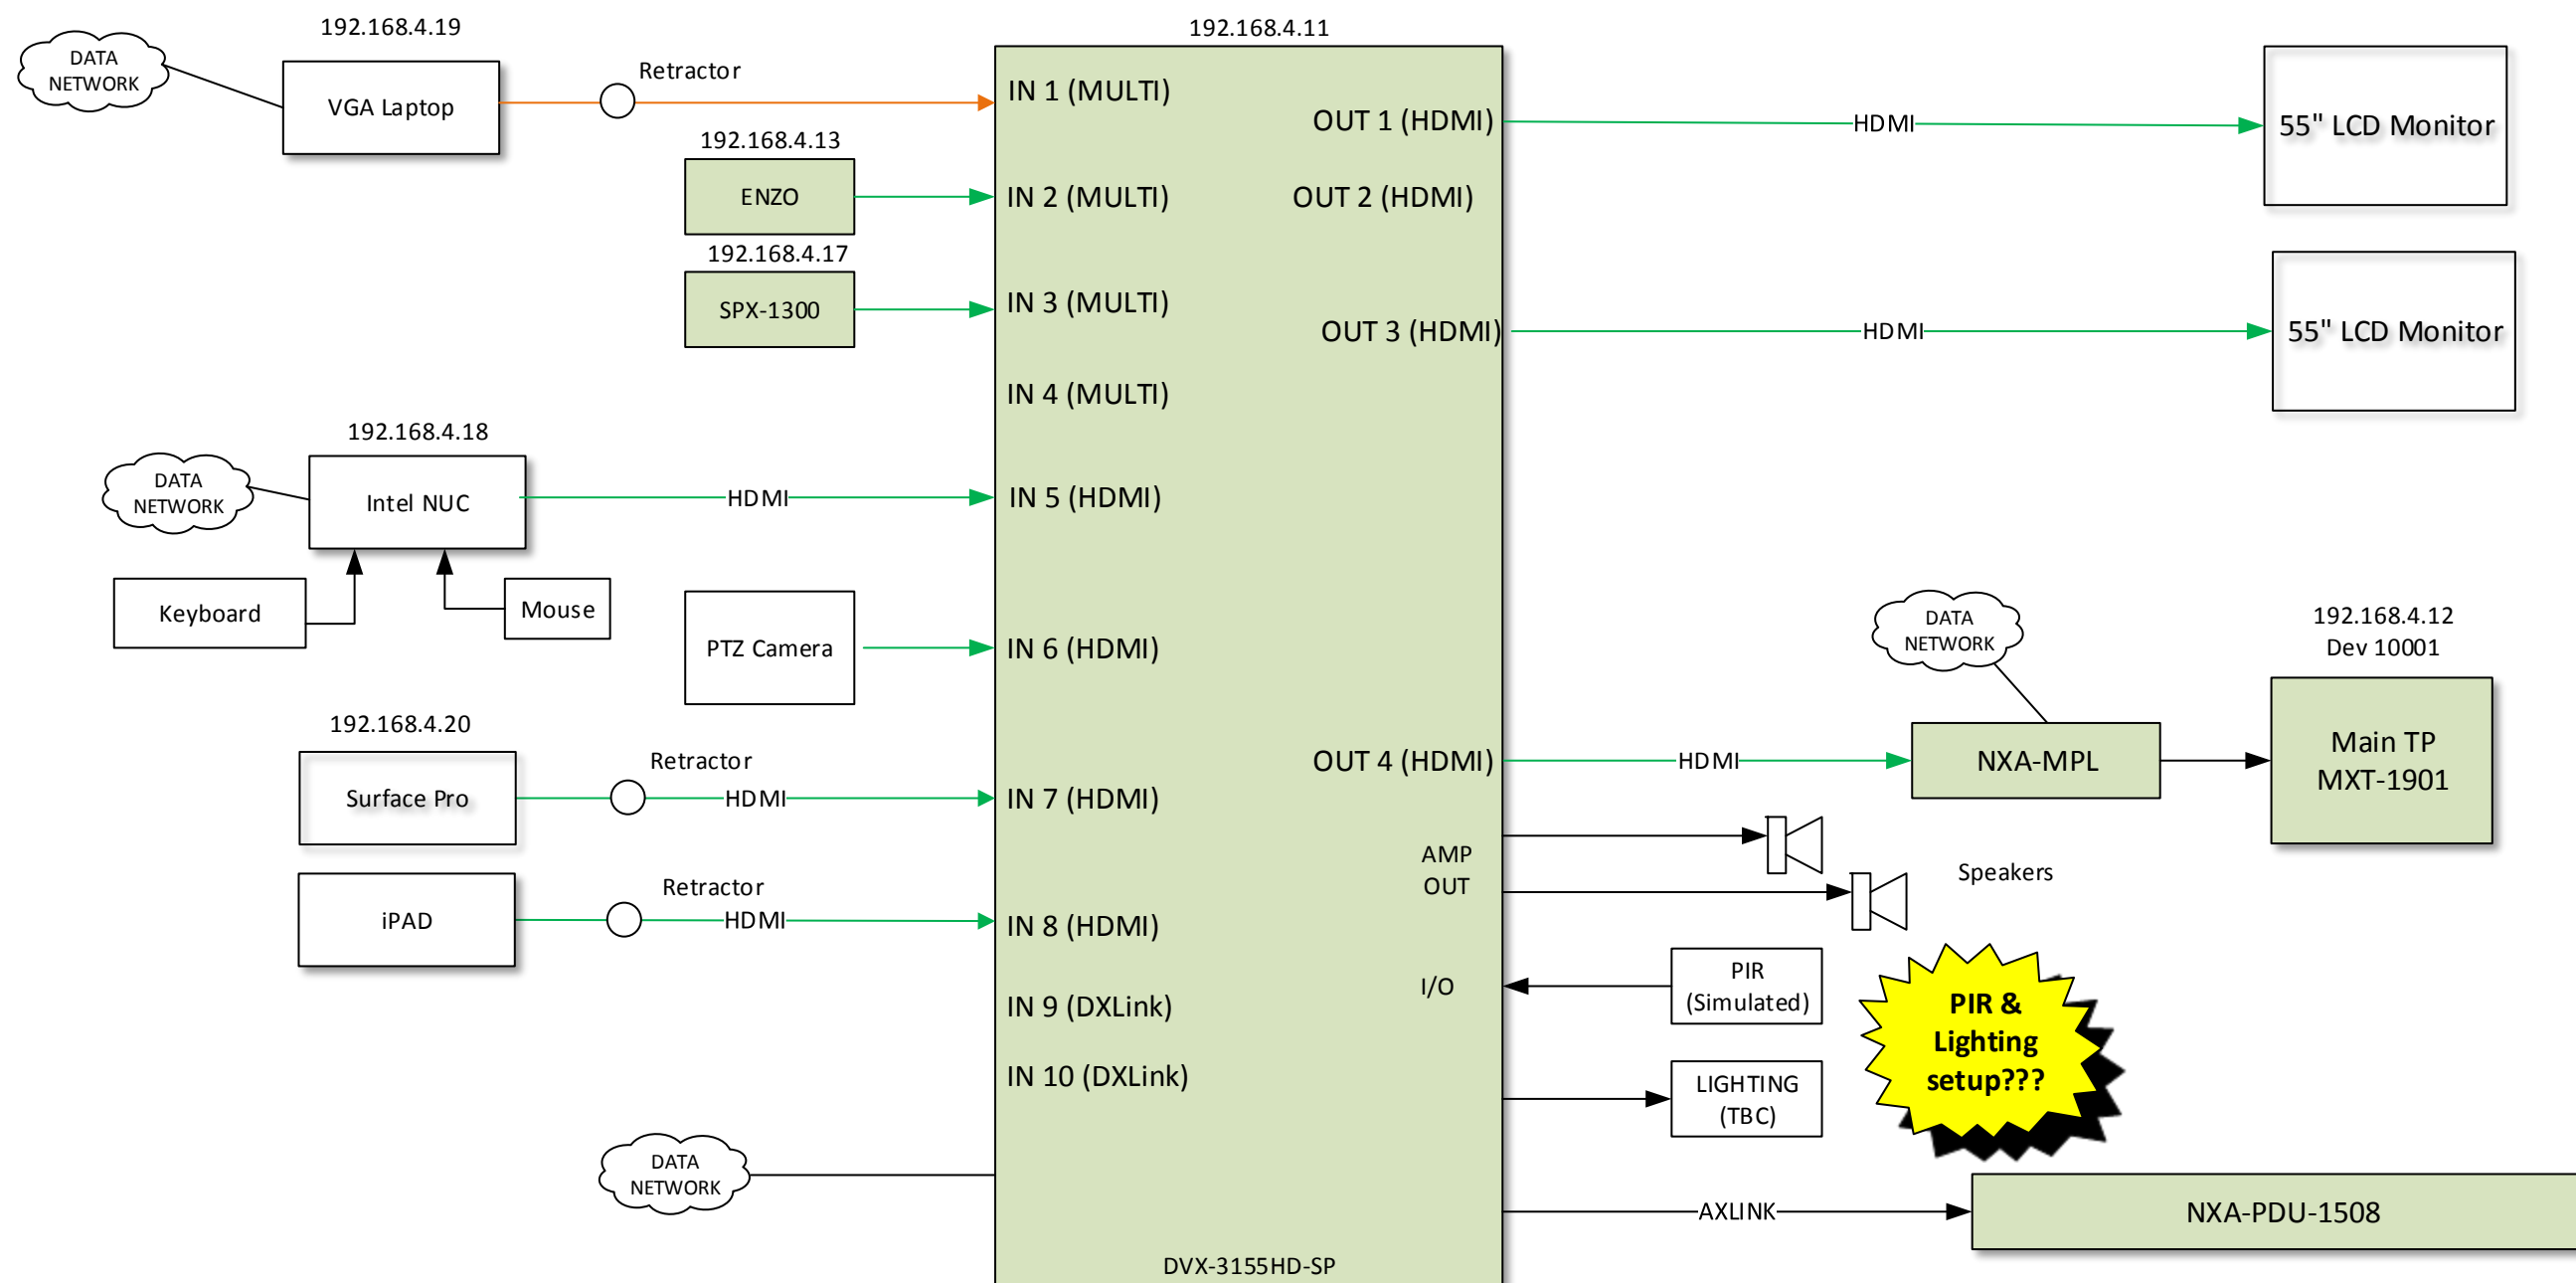 192.168.4.19
DATA
NETWORK
VGA Laptop
Retractor
192.168.4.13
ENZO
192.168.4.17
SPX-1300
192.168.4.18
DATA
NETWORK
Intel NUC
HDMI
Keyboard
Mouse
PTZ Camera
192.168.4.20
Surface Pro
Retractor
HDMI
iPAD
Retractor
HDMI
DATA
NETWORK
192.168.4.11
IN 1 (MULTI)
IN 2 (MULTI)
IN 3 (MULTI)
IN 4 (MULTI)
IN 5 (HDMI)
IN 6 (HDMI)
IN 7 (HDMI)
IN 8 (HDMI)
IN 9 (DXLink)
IN 10 (DXLink)
OUT 1 (HDMI)
OUT 2 (HDMI)
OUT 3 (HDMI)
OUT 4 (HDMI)
AMP
OUT
I/O
DVX-3155HD-SP
HDMI
55" LCD Monitor
HDMI
55" LCD Monitor
DATA
NETWORK
192.168.4.12
Dev 10001
HDMI
NXA-MPL
Main TP
MXT-1901
Speakers
PIR
(Simulated)
LIGHTING
(TBC)
PIR &
Lighting
setup???
AXLINK
NXA-PDU-1508